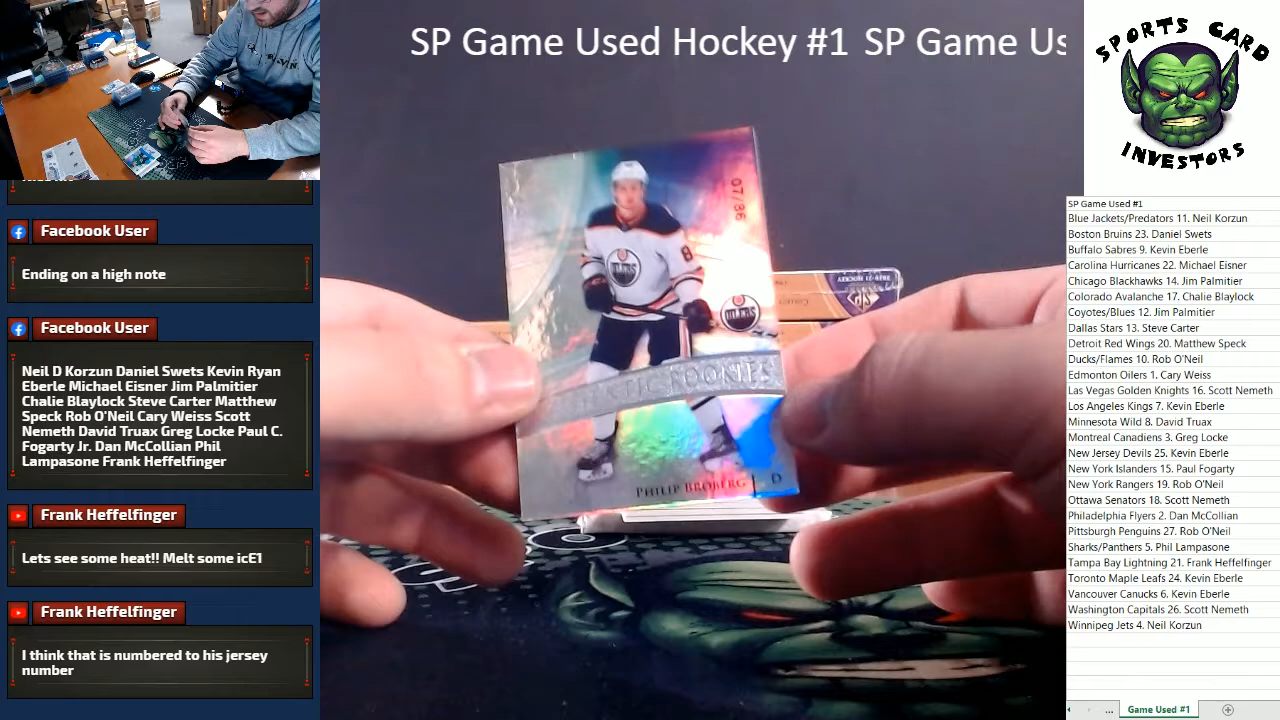 SP Game Used Hockey #1 SP Game Us
SPORTS CARD
INVESTORS
Facebook User
Ending on a high note
Facebook User
Neil D Korzun Daniel Swets Kevin Ryan
Eberle Michael Eisner Jim Palmitier
Chalie Blaylock Steve Carter Matthew
Speck Rob O'Neil Cary Weiss Scott
Nemeth David Truax Greg Locke Paul C.
Fogarty Jr. Dan McCollian Phil
Lampasone Frank Heffelfinger
Frank Heffelfinger
Lets see some heat!! Melt some icE1
Frank Heffelfinger
I think that is numbered to his jersey
number
07/86
8
OILERS
OILERS
ROOKIES
PHILIP BROBERG D
SP
SP Game Used #1
Blue Jackets/Predators 11. Neil Korzun
Boston Bruins 23. Daniel Swets
Buffalo Sabres 9. Kevin Eberle
Carolina Hurricanes 22. Michael Eisner
Chicago Blackhawks 14. Jim Palmitier
Colorado Avalanche 17. Chalie Blaylock
Coyotes/Blues 12. Jim Palmitier
Dallas Stars 13. Steve Carter
Detroit Red Wings 20. Matthew Speck
Ducks/Flames 10. Rob O'Neil
Edmonton Oilers 1. Cary Weiss
Las Vegas Golden Knights 16. Scott Nemeth
Los Angeles Kings 7. Kevin Eberle
Minnesota Wild 8. David Truax
Montreal Canadiens 3. Greg Locke
New Jersey Devils 25. Kevin Eberle
New York Islanders 15. Paul Fogarty
New York Rangers 19. Rob O'Neil
Ottawa Senators 18. Scott Nemeth
Philadelphia Flyers 2. Dan McCollian
Pittsburgh Penguins 27. Rob O'Neil
Sharks/Panthers 5. Phil Lampasone
Tampa Bay Lightning 21. Frank Heffelfinger
Toronto Maple Leafs 24. Kevin Eberle
Vancouver Canucks 6. Kevin Eberle
Washington Capitals 26. Scott Nemeth
Winnipeg Jets 4. Neil Korzun
... Game Used #1